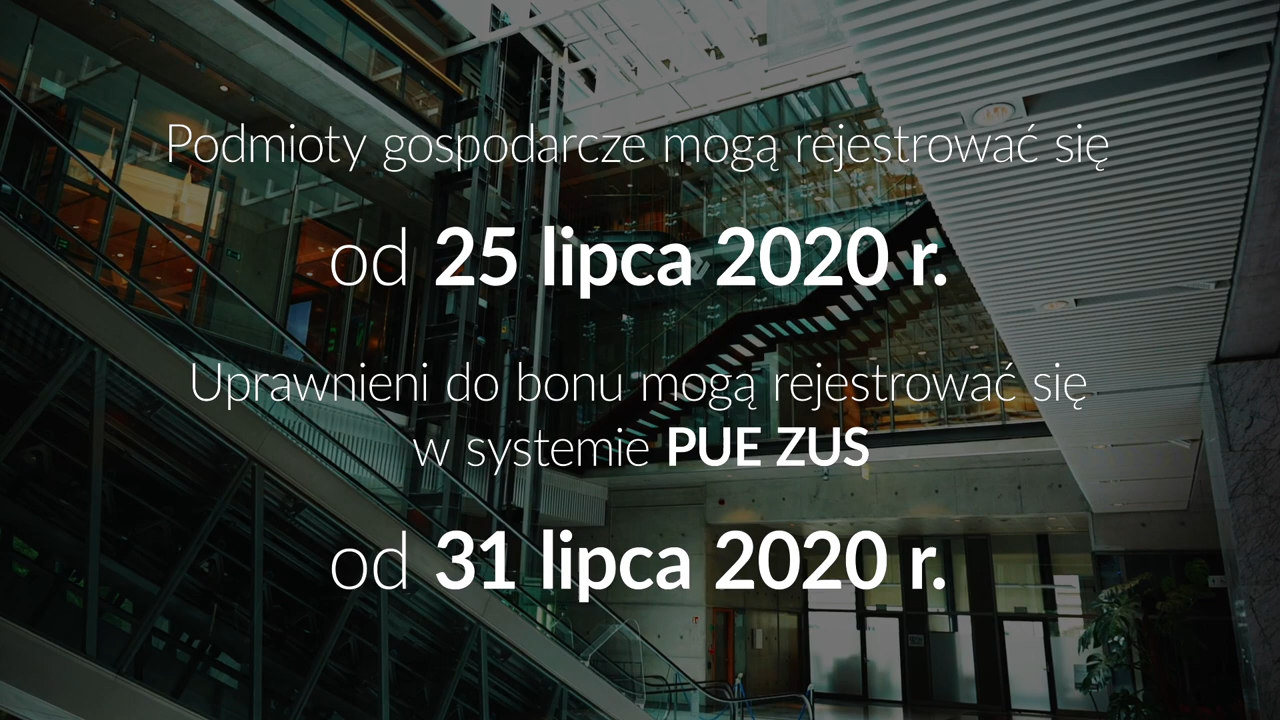 Podmioty gospodarcze mogą rejestrować się
od 25 lipca 2020 r.
Uprawnieni do bonu mogą rejestrować się
w systemie PUE ZUS
od 31 lipca 2020 r.